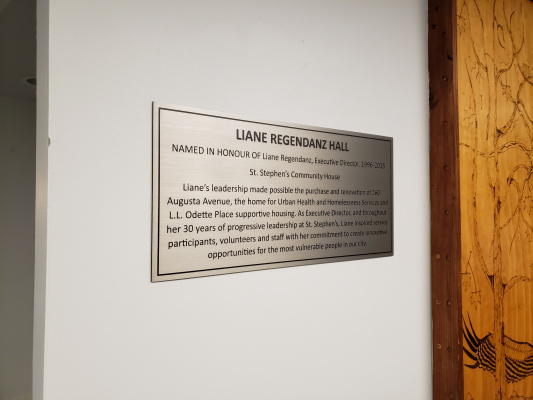 LIANE REGENDANZ HALL
NAMED IN HONOUR OF Liane Regendanz, Executive Director, 1996-2015
St. Stephen's Community House
Liane's leadership made possible the purchase and renovation of 260
Augusta Avenue, the home for Urban Health and Homelessness Services and
L.L. Odette Place supportive housing. As Executive Director, and throughout
her 30 years of progressive leadership at St. Stephen's, Liane inspired service
participants, volunteers and staff with her commitment to create innovative
opportunities for the most vulnerable people in our city.